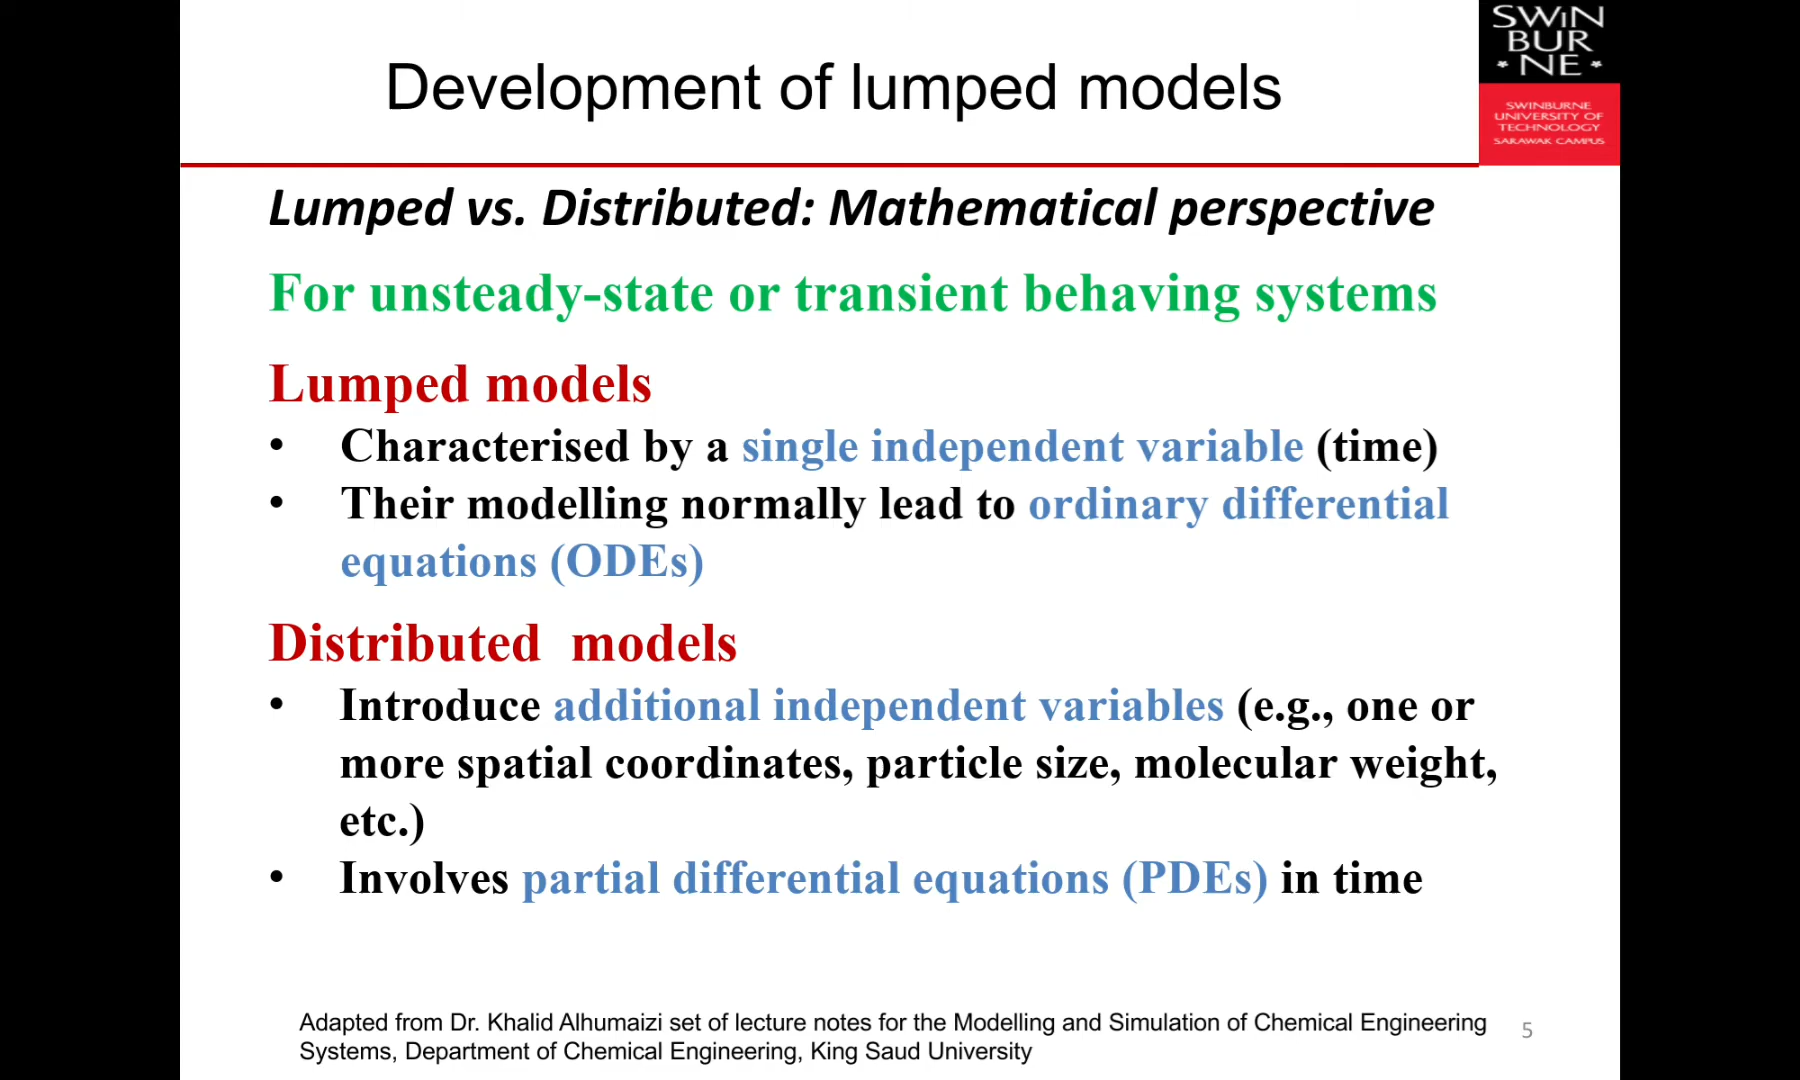 Development of lumped models
SWiN
BUR
* NE *
SWINBURNE
UNIVERSITY OF
TECHNOLOGY
SARAWAK CAMPUS
Lumped vs. Distributed: Mathematical perspective
For unsteady-state or transient behaving systems
Lumped models
• Characterised by a single independent variable (time)
• Their modelling normally lead to ordinary differential
equations (ODEs)
Distributed models
• Introduce additional independent variables (e.g., one or
more spatial coordinates, particle size, molecular weight,
etc.)
• Involves partial differential equations (PDEs) in time
Adapted from Dr. Khalid Alhumaizi set of lecture notes for the Modelling and Simulation of Chemical Engineering
Systems, Department of Chemical Engineering, King Saud University
5